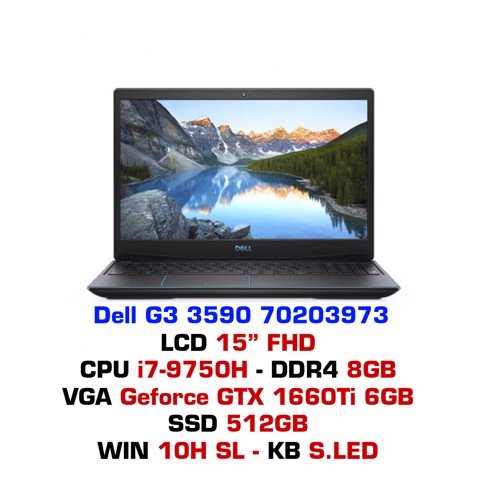 DELL
Dell G3 3590 70203973
LCD 15” FHD
CPU i7-9750H - DDR4 8GB
VGA Geforce GTX 1660Ti 6GB
SSD 512GB
WIN 10H SL - KB S.LED